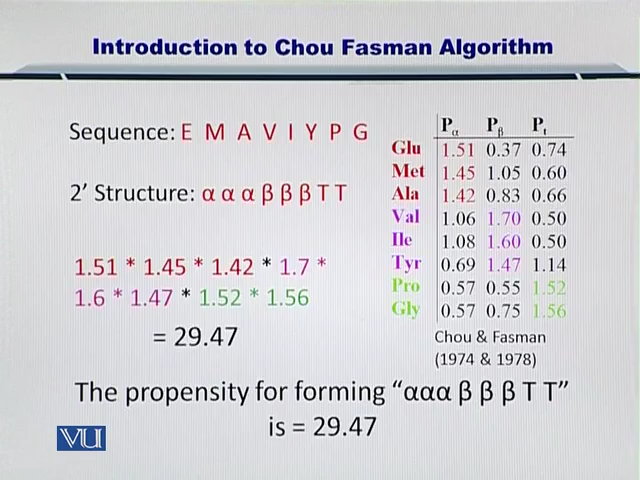 Introduction to Chou Fasman Algorithm
Sequence: E M A V I Y P G
2’ Structure: α α α β β β T T
1.51 * 1.45 * 1.42 * 1.7 *
1.6 * 1.47 * 1.52 * 1.56
= 29.47
Pα Pβ Pt
Glu 1.51 0.37 0.74
Met 1.45 1.05 0.60
Ala 1.42 0.83 0.66
Val 1.06 1.70 0.50
Ile 1.08 1.60 0.50
Tyr 0.69 1.47 1.14
Pro 0.57 0.55 1.52
Gly 0.57 0.75 1.56
Chou & Fasman
(1974 & 1978)
The propensity for forming “ααα β β β T T”
is = 29.47
VU